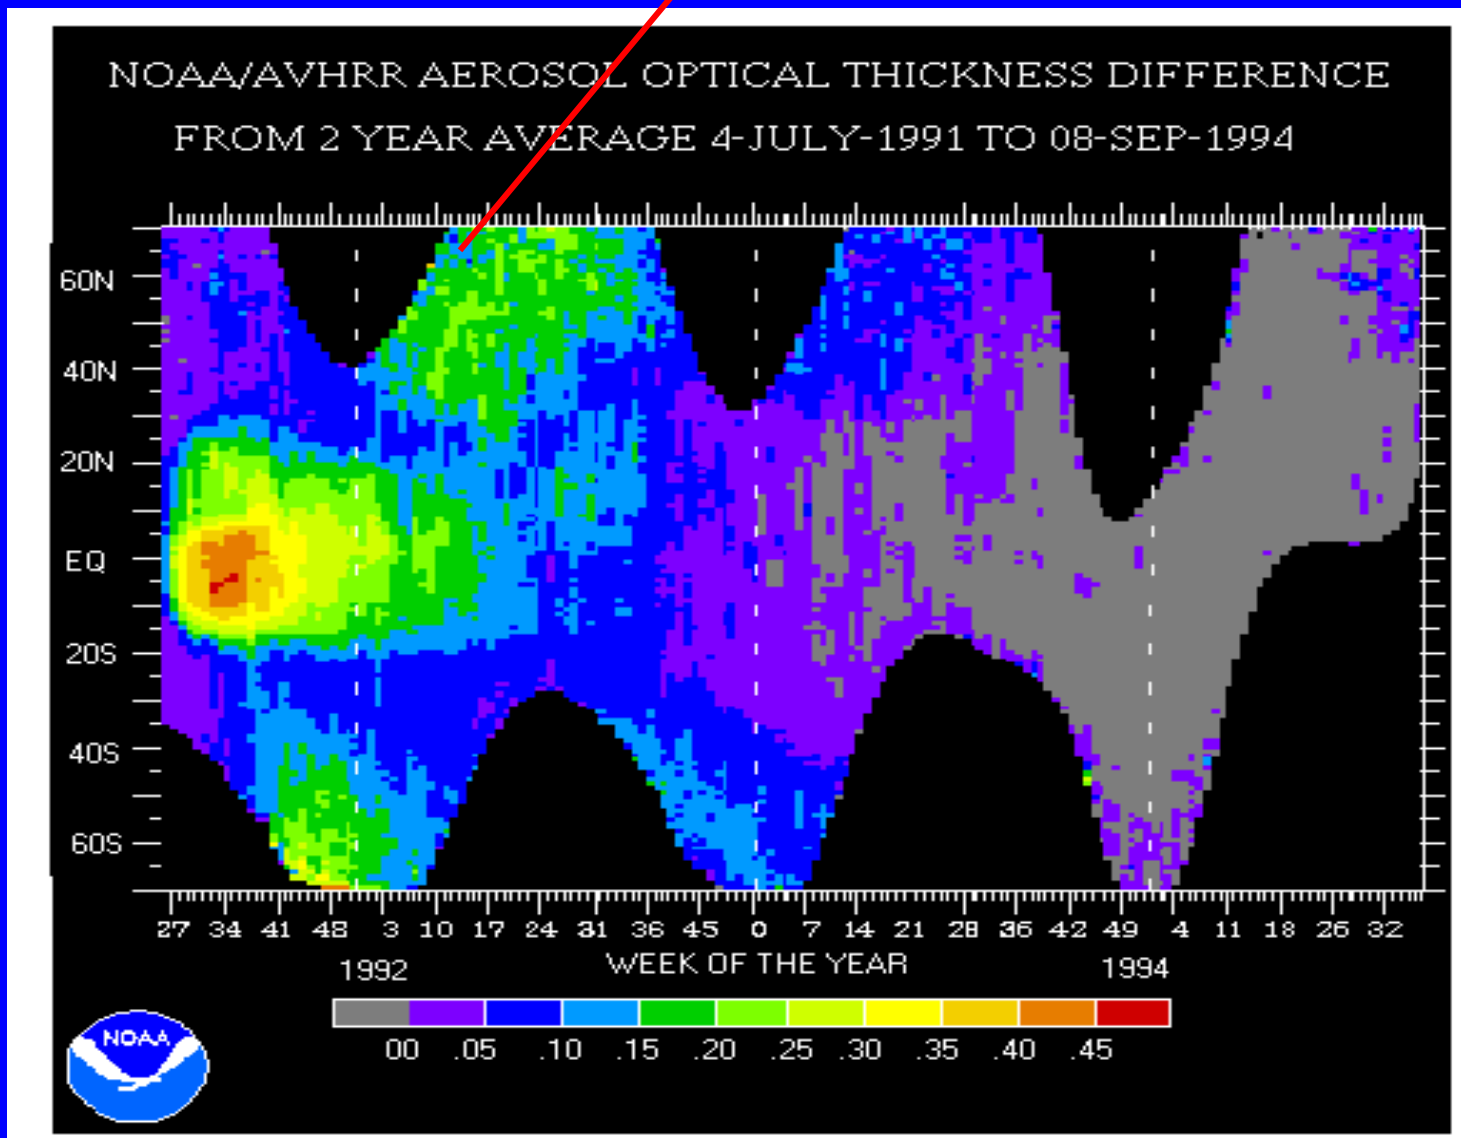 NOAA/AVHRR AEROSOL OPTICAL THICKNESS DIFFERENCE
FROM 2 YEAR AVERAGE 4-JULY-1991 TO 08-SEP-1994
60N
40N
20N
EQ
20S
40S
60S
27 34 41 48 3 10 17 24 31 36 45 0 7 14 21 28 36 42 49 4 11 18 26 32
1992 WEEK OF THE YEAR 1994
00 .05 .10 .15 .20 .25 .30 .35 .40 .45
NOAA